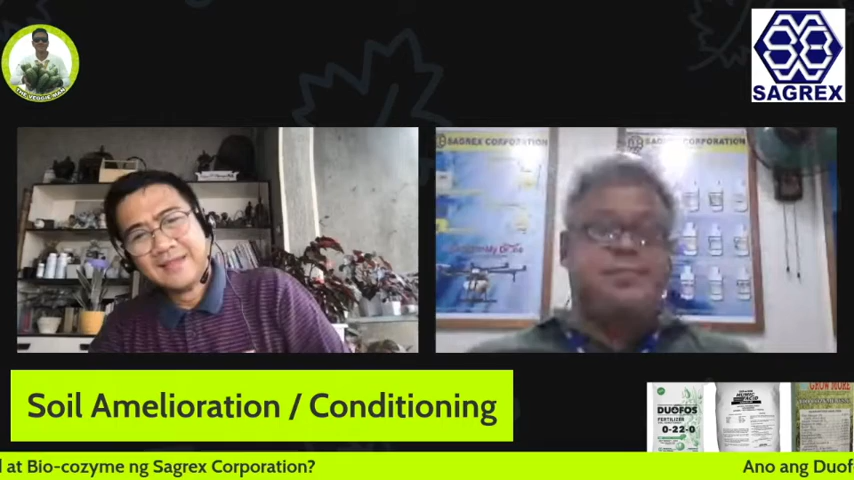 THE VEGGIE MAN
SAGREX
SAGREX CORPORATION
SAGREX CORPORATION
Soil Amelioration / Conditioning
DUOFOS
FERTILIZER
0-22-0
GROW MORE
l at Bio-cozyme ng Sagrex Corporation?
Ano ang Duof